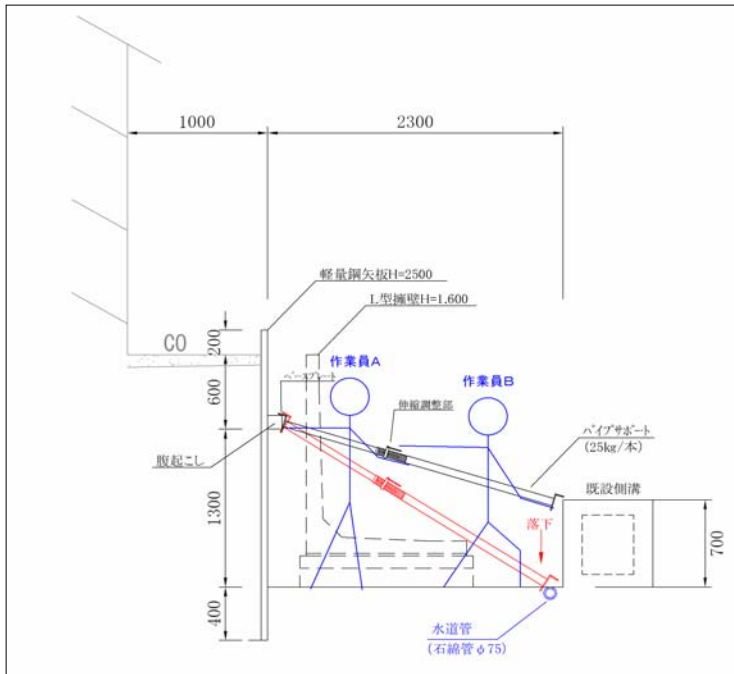 1000
2300
軽量鋼矢板H=2500
L型擁壁H=1.600
CO
200
作業員A
ベースプレート
作業員B
600
伸縮調整部
パイプサポート
(25kg/本)
腹起こし
既設側溝
1300
落下
700
400
水道管
(石綿管φ75)